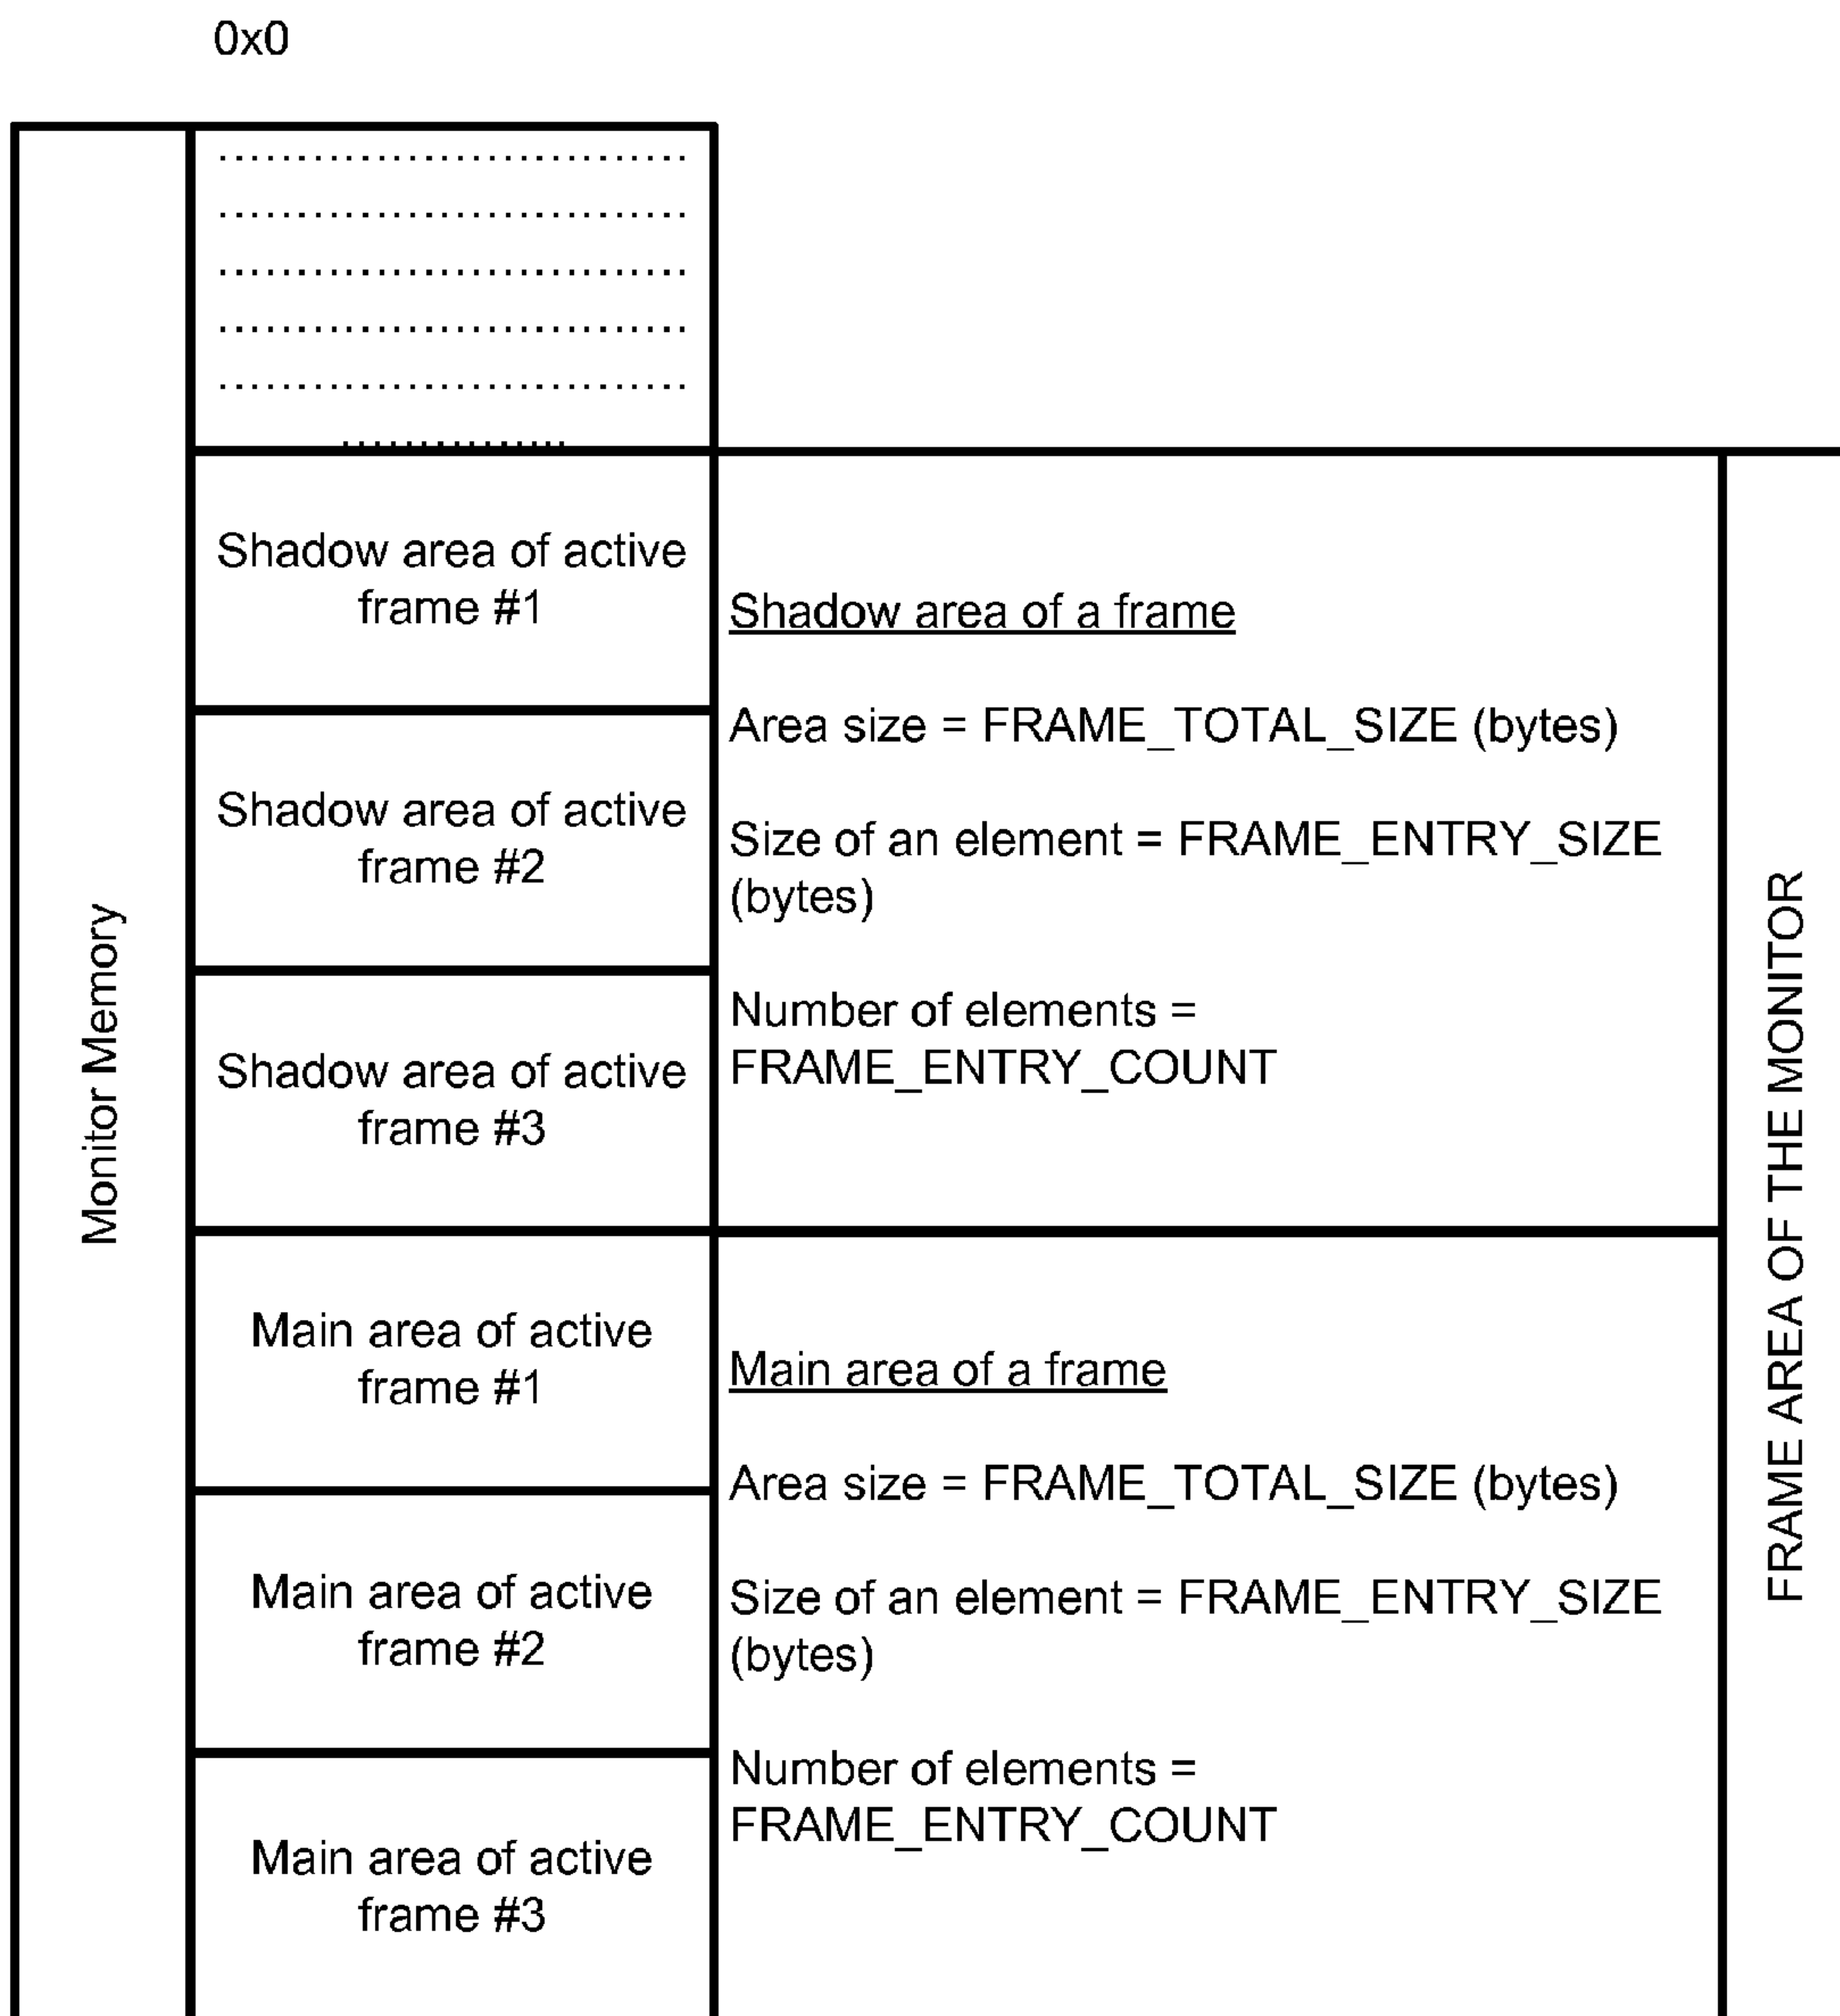 0x0
Monitor Memory
Shadow area of active
frame #1
Shadow area of active
frame #2
Shadow area of active
frame #3
Main area of active
frame #1
Main area of active
frame #2
Main area of active
frame #3
Shadow area of a frame
Area size = FRAME_TOTAL_SIZE (bytes)
Size of an element = FRAME_ENTRY_SIZE
(bytes)
Number of elements =
FRAME_ENTRY_COUNT
Main area of a frame
Area size = FRAME_TOTAL_SIZE (bytes)
Size of an element = FRAME_ENTRY_SIZE
(bytes)
Number of elements =
FRAME_ENTRY_COUNT
FRAME AREA OF THE MONITOR